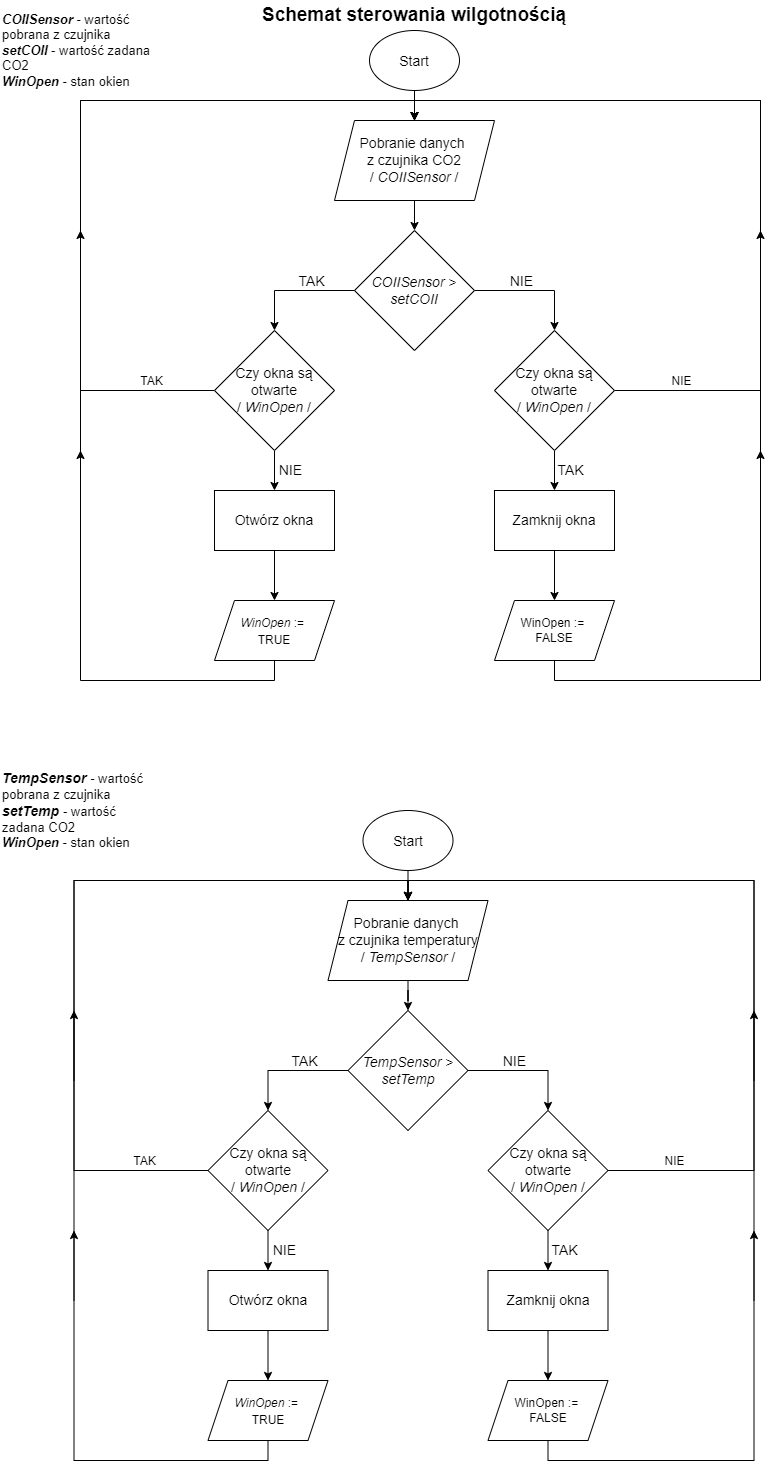 Schemat sterowania wilgotnością
COIISensor - wartość
pobrana z czujnika
setCOII - wartość zadana
CO2
WinOpen - stan okien
Start
Pobranie danych
z czujnika CO2
/ COIISensor /
COIISensor >
setCOII
TAK
NIE
Czy okna są
otwarte
/ WinOpen /
Czy okna są
otwarte
/ WinOpen /
TAK
NIE
NIE
TAK
Otwórz okna
Zamknij okna
WinOpen :=
TRUE
WinOpen :=
FALSE
TempSensor - wartość
pobrana z czujnika
setTemp - wartość
zadana CO2
WinOpen - stan okien
Start
Pobranie danych
z czujnika temperatury
/ TempSensor /
TempSensor >
setTemp
TAK
NIE
Czy okna są
otwarte
/ WinOpen /
Czy okna są
otwarte
/ WinOpen /
TAK
NIE
NIE
TAK
Otwórz okna
Zamknij okna
WinOpen :=
TRUE
WinOpen :=
FALSE